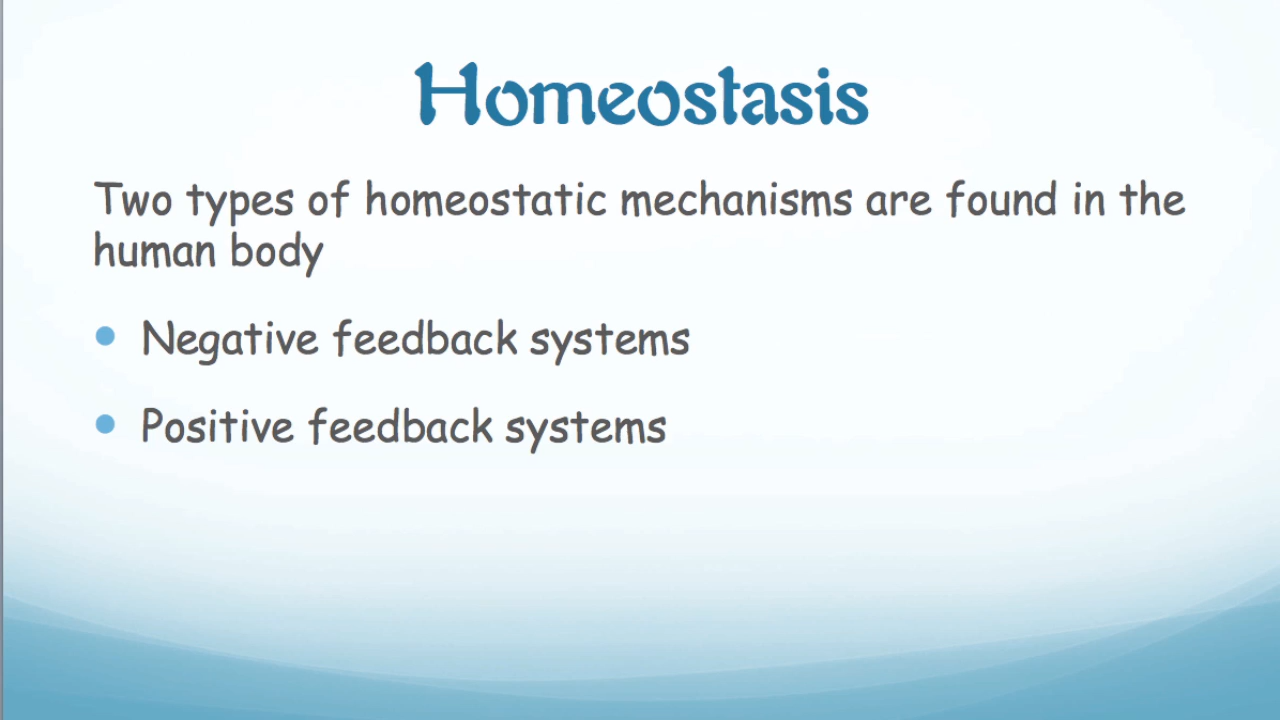 Homeostasis
Two types of homeostatic mechanisms are found in the
human body
• Negative feedback systems
• Positive feedback systems